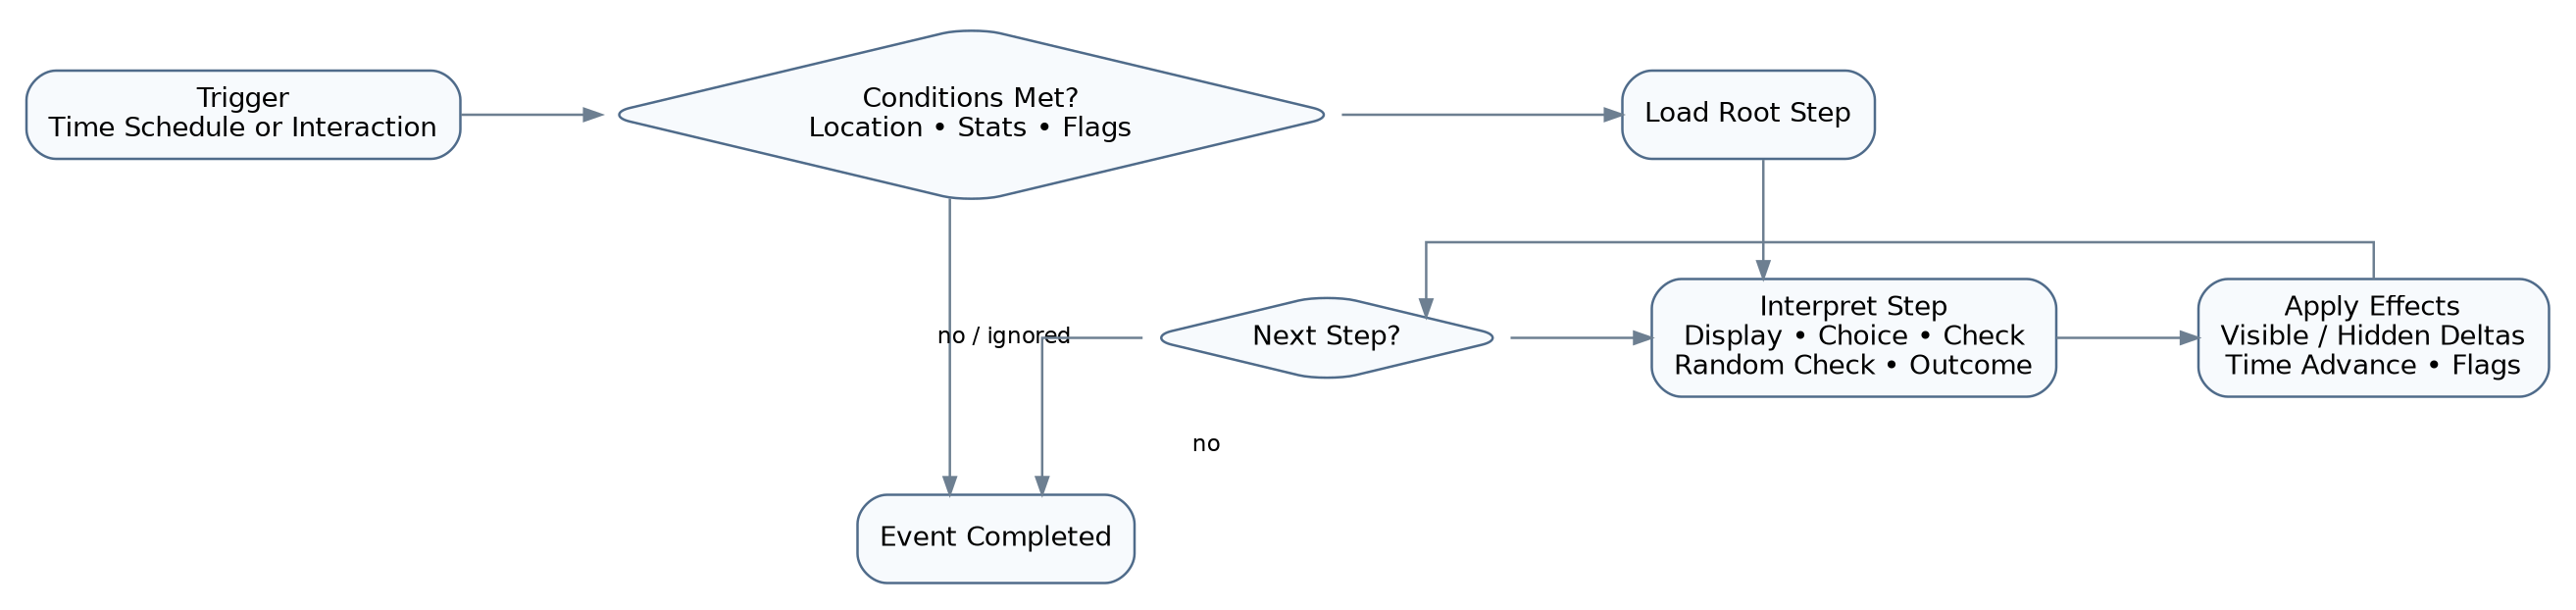 Trigger
Time Schedule or Interaction
Conditions Met?
Location • Stats • Flags
Load Root Step
no / ignored
Next Step?
Interpret Step
Display • Choice • Check
Random Check • Outcome
Apply Effects
Visible / Hidden Deltas
Time Advance • Flags
no
Event Completed